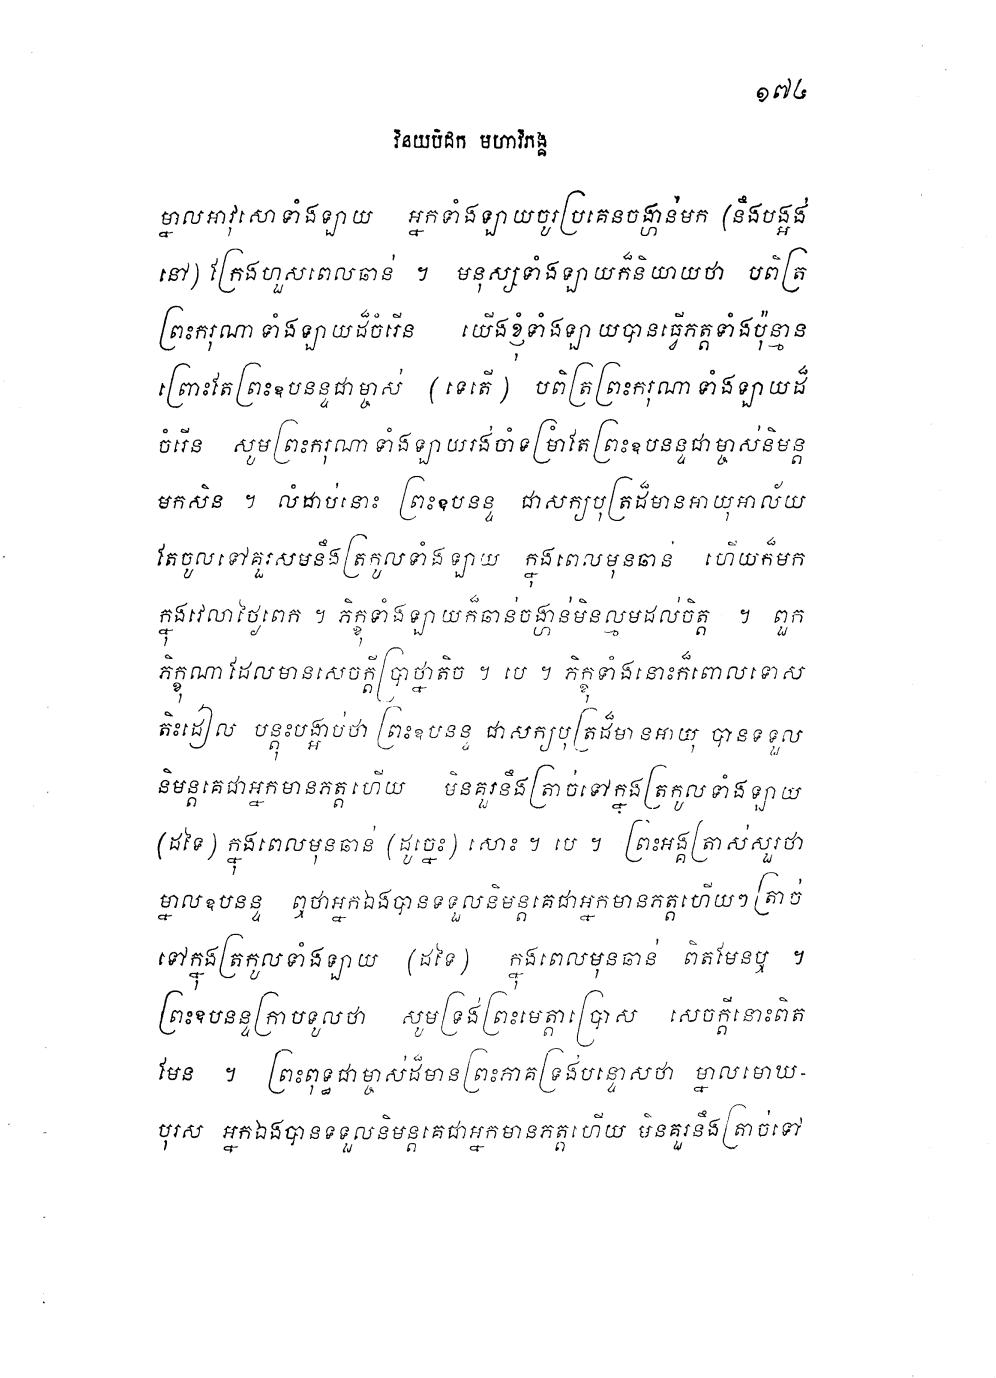 ១៧៤
វិនយបិដក មហាវិភង្គ
ម្នាលអាវុសោទាំងឡាយ អ្នកទាំងឡាយចូរប្រគេនចង្ហាន់មក (នឹងបង្អង់
នៅ) ក្រែងហួសពេលឆាន់ ។ មនុស្សទាំងឡាយក៏និយាយថា បពិត្រ
ព្រះករុណាទាំងឡាយដ៏ចំរើន យើងខ្ញុំទាំងឡាយបានធ្វើភត្តទាំងប៉ុន្មាន
ព្រោះតែព្រះឧបនន្ទជាម្ចាស់ (ទេតើ) បពិត្រព្រះករុណាទាំងឡាយដ៏
ចំរើន សូមព្រះករុណាទាំងឡាយរង់ចាំទម្រាំតែព្រះឧបនន្ទជាម្ចាស់និមន្ត
មកសិន ។ លំដាប់នោះ ព្រះឧបនន្ទ ជាសក្យបុត្រដ៏មានអាយុអាល័យ
តែចូលទៅគួរសមនឹងត្រកូលទាំងឡាយ ក្នុងពេលមុនឆាន់ ហើយក៏មក
ក្នុងវេលាថ្ងៃពេក ។ ភិក្ខុទាំងឡាយក៏ឆាន់ចង្ហាន់មិនល្មមដល់ចិត្ត ។ ពួក
ភិក្ខុណាដែលមានសេចក្តីប្រាថ្នាតិច ។ បេ ។ ភិក្ខុទាំងនោះក៏ពោលទោស
តិះដៀល បន្តុះបង្អាប់ថា ព្រះឧបនន្ទ ជាសក្យបុត្រដ៏មានអាយុ បានទទួល
និមន្តគេជាអ្នកមានភត្តហើយ មិនគួរនឹងត្រាច់ទៅក្នុងត្រកូលទាំងឡាយ
(ដទៃ) ក្នុងពេលមុនឆាន់ (ដូច្នេះ) សោះ ។ បេ ។ ព្រះអង្គត្រាស់សួរថា
ម្នាលឧបនន្ទ ឮថាអ្នកឯងបានទទួលនិមន្តគេជាអ្នកមានភត្តហើយៗ ត្រាច់
ទៅក្នុងត្រកូលទាំងឡាយ (ដទៃ) ក្នុងពេលមុនឆាន់ ពិតមែនឬ ។
ព្រះឧបនន្ទក្រាបទូលថា សូមទ្រង់ព្រះមេត្តាប្រោស សេចក្តីនោះពិត
មែន ។ ព្រះពុទ្ធជាម្ចាស់ដ៏មានព្រះភាគទ្រង់បន្ទោសថា ម្នាលមោឃ-
បុរស អ្នកឯងបានទទួលនិមន្តគេជាអ្នកមានភត្តហើយ មិនគួរនឹងត្រាច់ទៅ